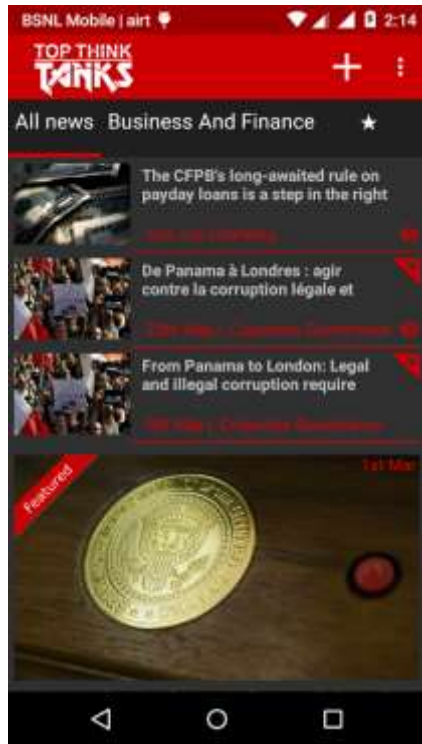 BSNL Mobile | airt
2:14
TOP THINK
TANKS
All news Business And Finance
The CFPB's long-awaited rule on
payday loans is a step in the right
De Panama à Londres : agir
contre la corruption légale et
From Panama to London: Legal
and illegal corruption require
Corporate Governance
Featured
1st Mar